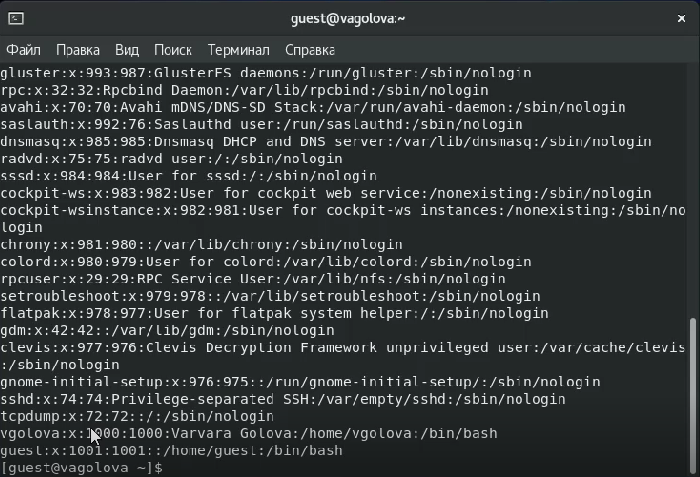 guest@vagolova:~
Файл Правка Вид Поиск Терминал Справка
gluster:x:993:987:GlusterFS daemons:/run/gluster:/sbin/nologin
rpc:x:32:32:Rpcbind Daemon:/var/lib/rpcbind:/sbin/nologin
avahi:x:70:70:Avahi mDNS/DNS-SD Stack:/var/run/avahi-daemon:/sbin/nologin
saslauth:x:992:76:Saslauthd user:/run/saslauthd:/sbin/nologin
dnsmasq:x:985:985:Dnsmasq DHCP and DNS server:/var/lib/dnsmasq:/sbin/nologin
radvd:x:75:75:radvd user:/:/sbin/nologin
sssd:x:984:984:User for sssd:/:/sbin/nologin
cockpit-ws:x:983:982:User for cockpit web service:/nonexisting:/sbin/nologin
cockpit-wsinstance:x:982:981:User for cockpit-ws instances:/nonexisting:/sbin/no
login
chrony:x:981:980::/var/lib/chrony:/sbin/nologin
colord:x:980:979:User for colord:/var/lib/colord:/sbin/nologin
rpcuser:x:29:29:RPC Service User:/var/lib/nfs:/sbin/nologin
setroubleshoot:x:979:978::/var/lib/setroubleshoot:/sbin/nologin
flatpak:x:978:977:User for flatpak system helper:/:/sbin/nologin
gdm:x:42:42::/var/lib/gdm:/sbin/nologin
clevis:x:977:976:Clevis Decryption Framework unprivileged user:/var/cache/clevis
:/sbin/nologin
gnome-initial-setup:x:976:975::/run/gnome-initial-setup/:/sbin/nologin
sshd:x:74:74:Privilege-separated SSH:/var/empty/sshd:/sbin/nologin
tcpdump:x:72:72::/:/sbin/nologin
vgolova:x:1000:1000:Varvara Golova:/home/vgolova:/bin/bash
guest:x:1001:1001::/home/guest:/bin/bash
[guest@vagolova ~]$